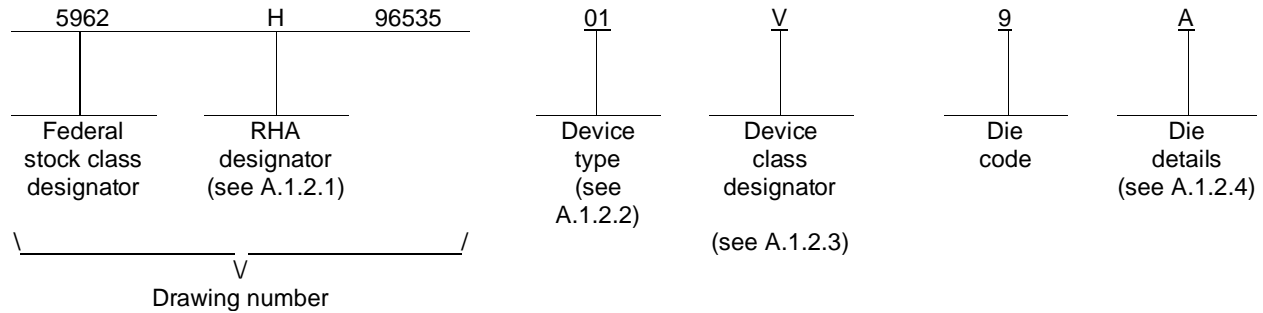 5962 H 96535 01 V 9 A
Federal stock class designator
RHA designator (see A.1.2.1)
Device type (see A.1.2.2)
Device class designator (see A.1.2.3)
Die code
Die details (see A.1.2.4)
\ /
\/
Drawing number